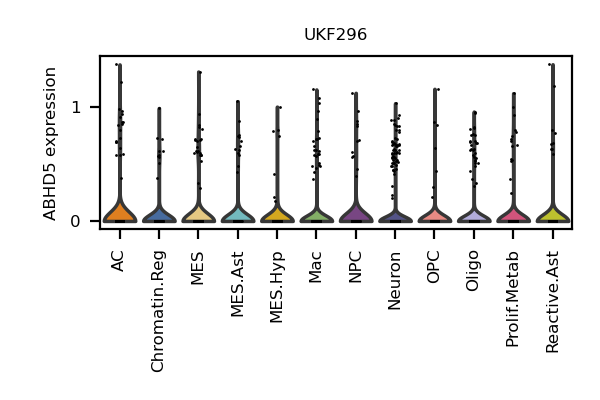 UKF296
ABHD5 expression
1
0
AC
Chromatin.Reg
MES
MES.Ast
MES.Hyp
Mac
NPC
Neuron
OPC
Oligo
Prolif.Metab
Reactive.Ast